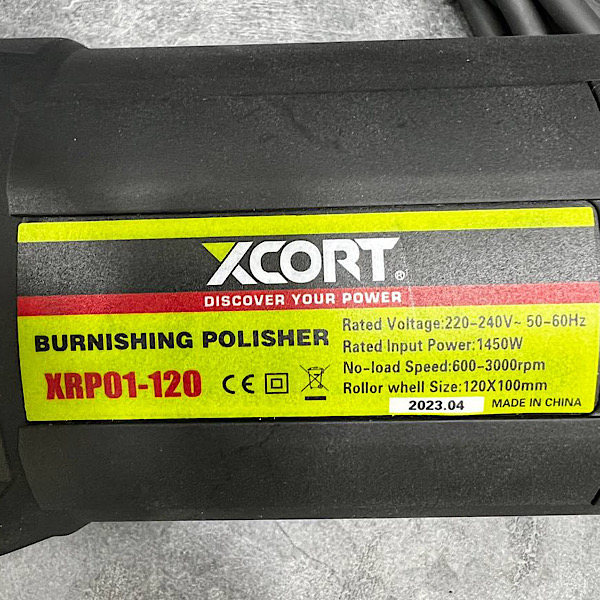 XCORT®
DISCOVER YOUR POWER
BURNISHING POLISHER
XRP01-120
CE
Rated Voltage:220-240V~ 50-60Hz
Rated Input Power:1450W
No-load Speed:600-3000rpm
Rollor whell Size:120X100mm
2023.04 MADE IN CHINA